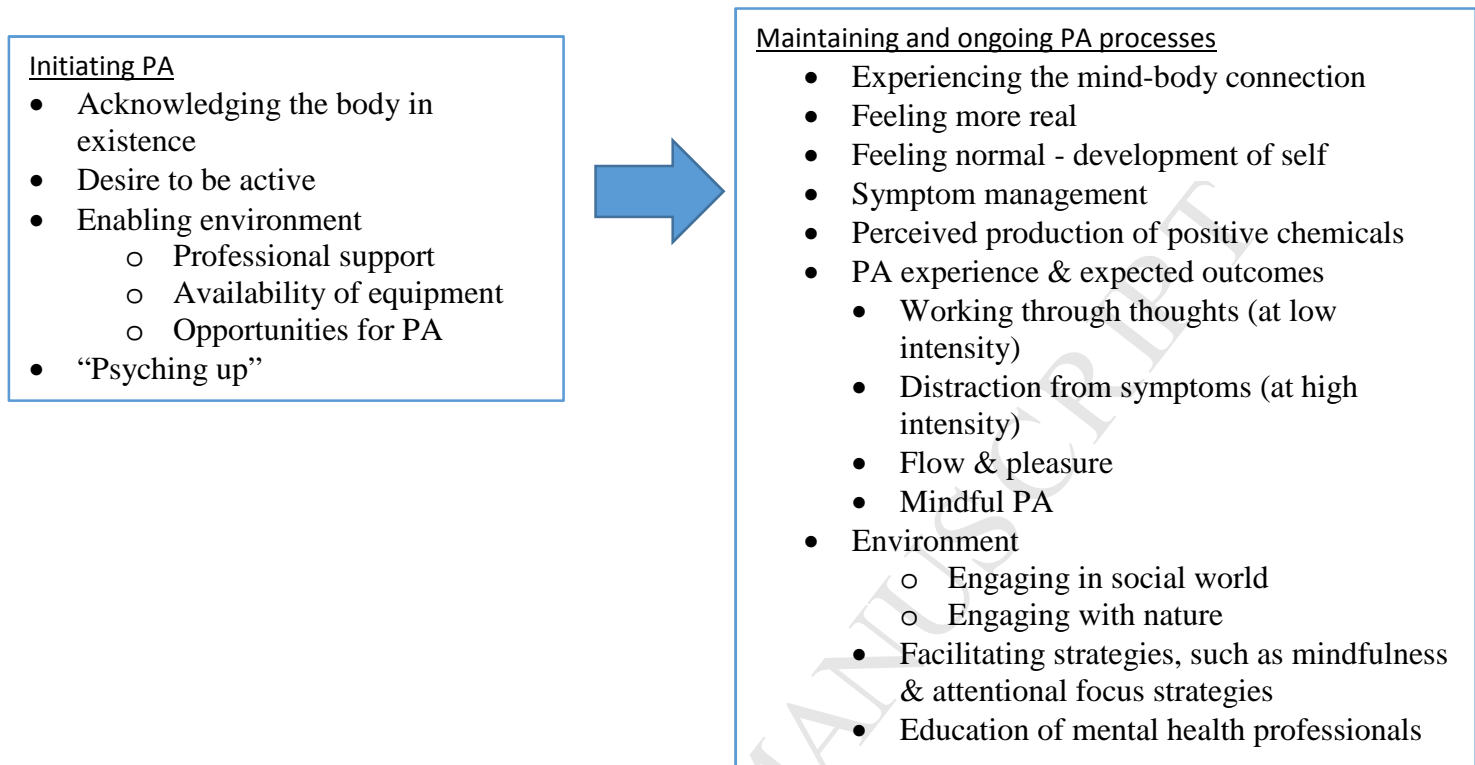 Initiating PA
• Acknowledging the body in
existence
• Desire to be active
• Enabling environment
o Professional support
o Availability of equipment
o Opportunities for PA
• “Psyching up”
Maintaining and ongoing PA processes
• Experiencing the mind-body connection
• Feeling more real
• Feeling normal - development of self
• Symptom management
• Perceived production of positive chemicals
• PA experience & expected outcomes
• Working through thoughts (at low
intensity)
• Distraction from symptoms (at high
intensity)
• Flow & pleasure
• Mindful PA
• Environment
o Engaging in social world
o Engaging with nature
• Facilitating strategies, such as mindfulness
& attentional focus strategies
• Education of mental health professionals
MANUSCRIPT